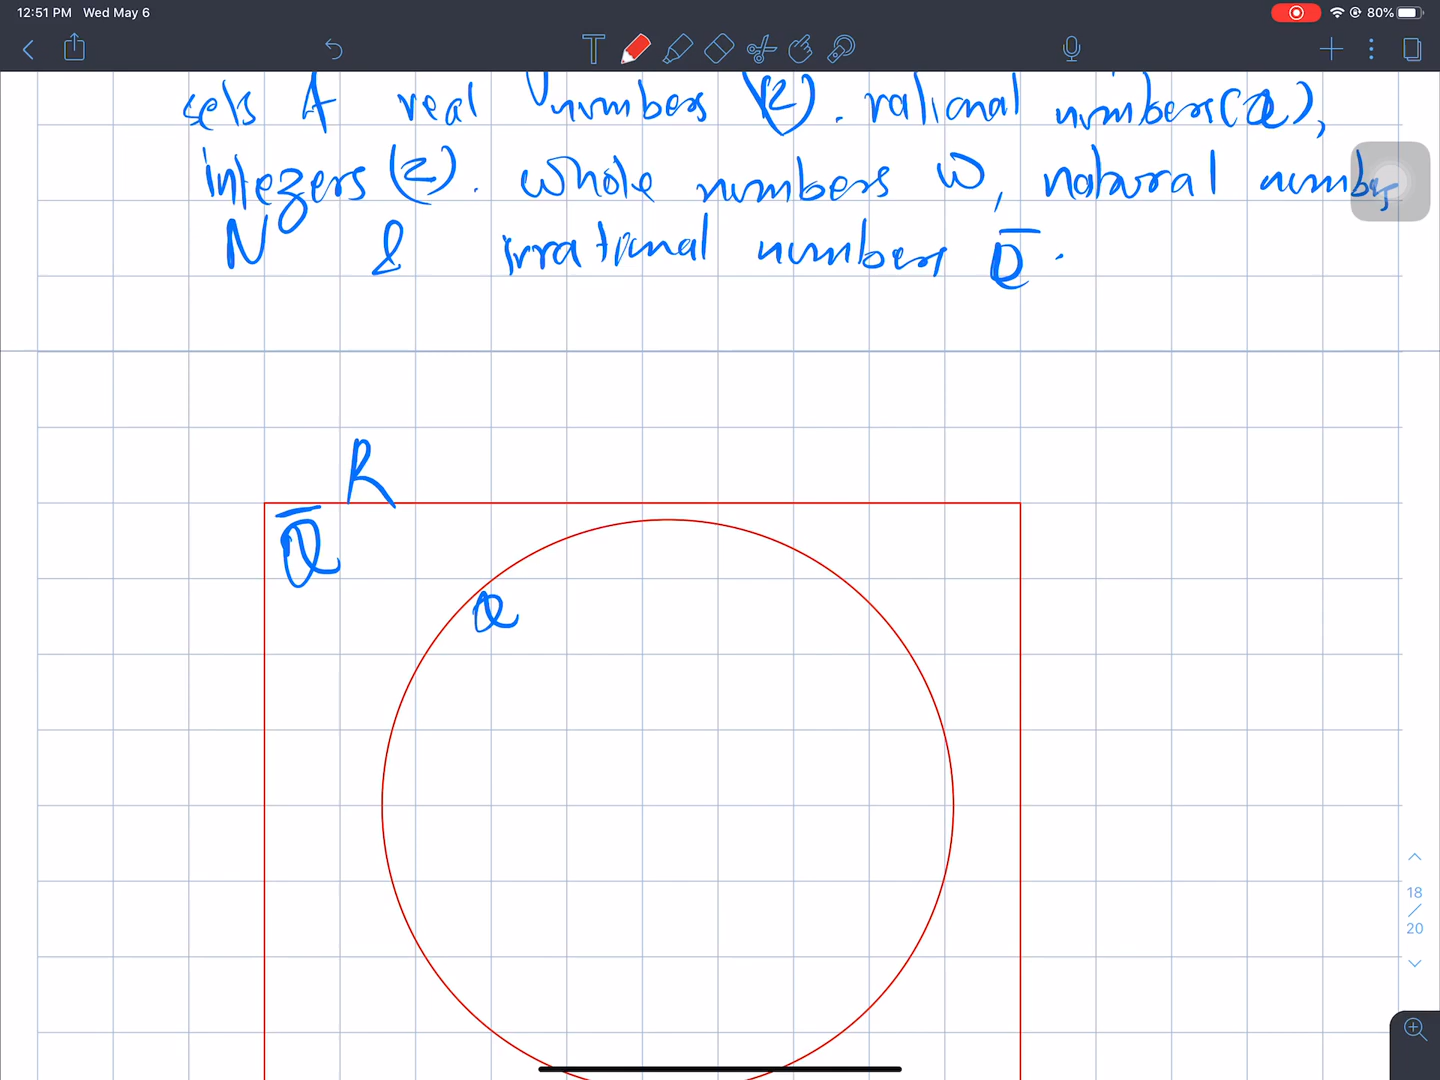 12:51 PM Wed May 6 80%
sets of real numbers (R). rational numbers(Q),
integers (Z). whole numbers W, natural numbers
N & irrational numbers Q̅.
R
Q̅
Q
18
/
20